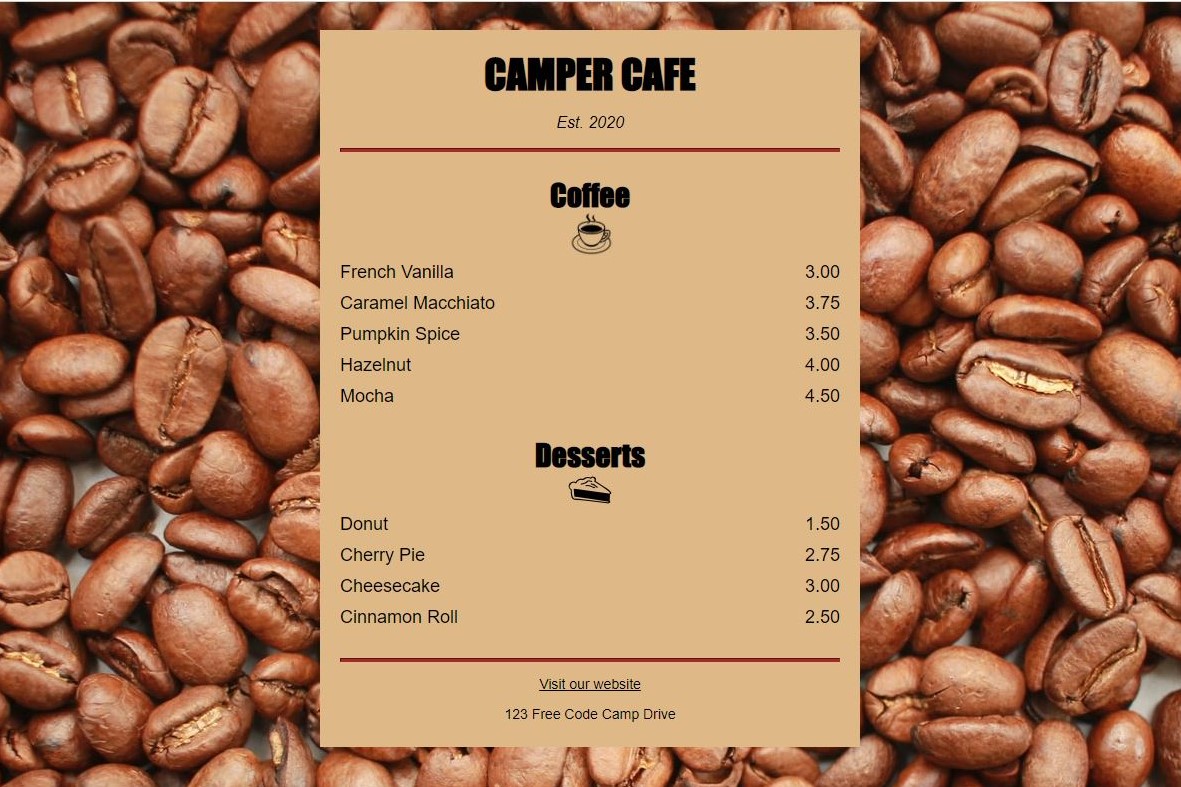 CAMPER CAFE
Est. 2020
Coffee
French Vanilla 3.00
Caramel Macchiato 3.75
Pumpkin Spice 3.50
Hazelnut 4.00
Mocha 4.50
Desserts
Donut 1.50
Cherry Pie 2.75
Cheesecake 3.00
Cinnamon Roll 2.50
Visit our website
123 Free Code Camp Drive